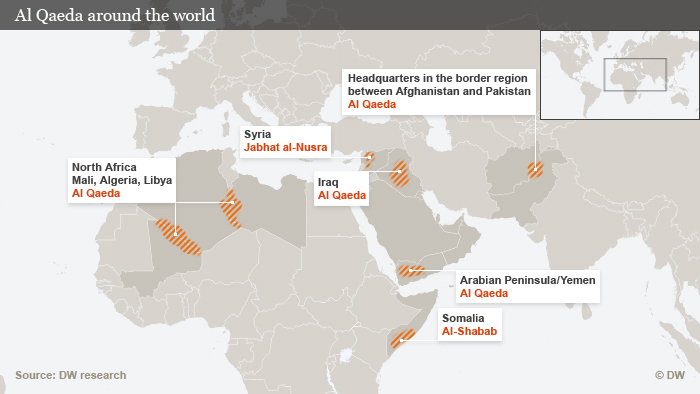 Al Qaeda around the world
Headquarters in the border region
between Afghanistan and Pakistan
Al Qaeda
Syria
Jabhat al-Nusra
North Africa
Mali, Algeria, Libya
Al Qaeda
Iraq
Al Qaeda
Arabian Peninsula/Yemen
Al Qaeda
Somalia
Al-Shabab
Source: DW research
© DW